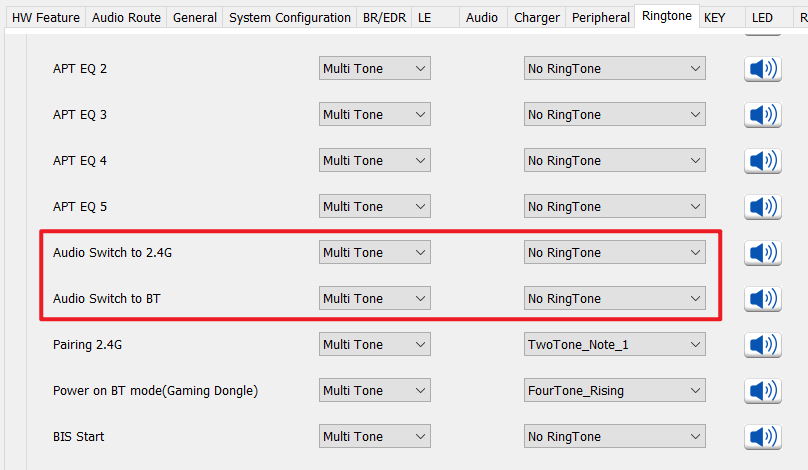 HW Feature Audio Route General System Configuration BR/EDR LE Audio Charger Peripheral Ringtone KEY LED R
APT EQ 2 Multi Tone No RingTone
APT EQ 3 Multi Tone No RingTone
APT EQ 4 Multi Tone No RingTone
APT EQ 5 Multi Tone No RingTone
Audio Switch to 2.4G Multi Tone No RingTone
Audio Switch to BT Multi Tone No RingTone
Pairing 2.4G Multi Tone TwoTone_Note_1
Power on BT mode(Gaming Dongle) Multi Tone FourTone_Rising
BIS Start Multi Tone No RingTone